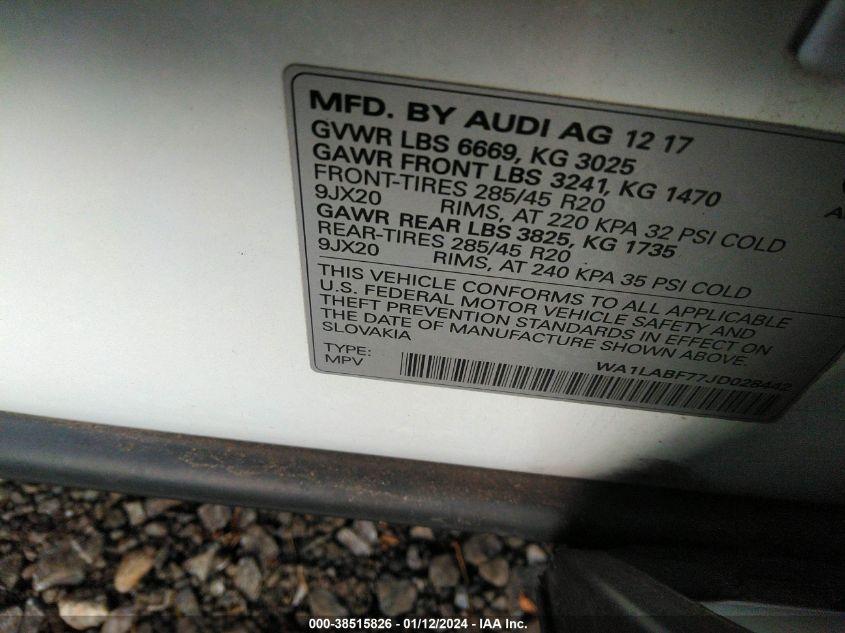 MFD. BY AUDI AG 12 17
GVWR LBS 6669, KG 3025
GAWR FRONT LBS 3241, KG 1470
FRONT-TIRES 285/45 R20
9JX20 RIMS, AT 220 KPA 32 PSI COLD
GAWR REAR LBS 3825, KG 1735
REAR-TIRES 285/45 R20
9JX20 RIMS, AT 240 KPA 35 PSI COLD
THIS VEHICLE CONFORMS TO ALL APPLICABLE
U.S. FEDERAL MOTOR VEHICLE SAFETY AND
THEFT PREVENTION STANDARDS IN EFFECT ON
THE DATE OF MANUFACTURE SHOWN ABOVE.
SLOVAKIA
TYPE: WA1LABF77JD028442
MPV
000-38515826 - 01/12/2024 - IAA Inc.